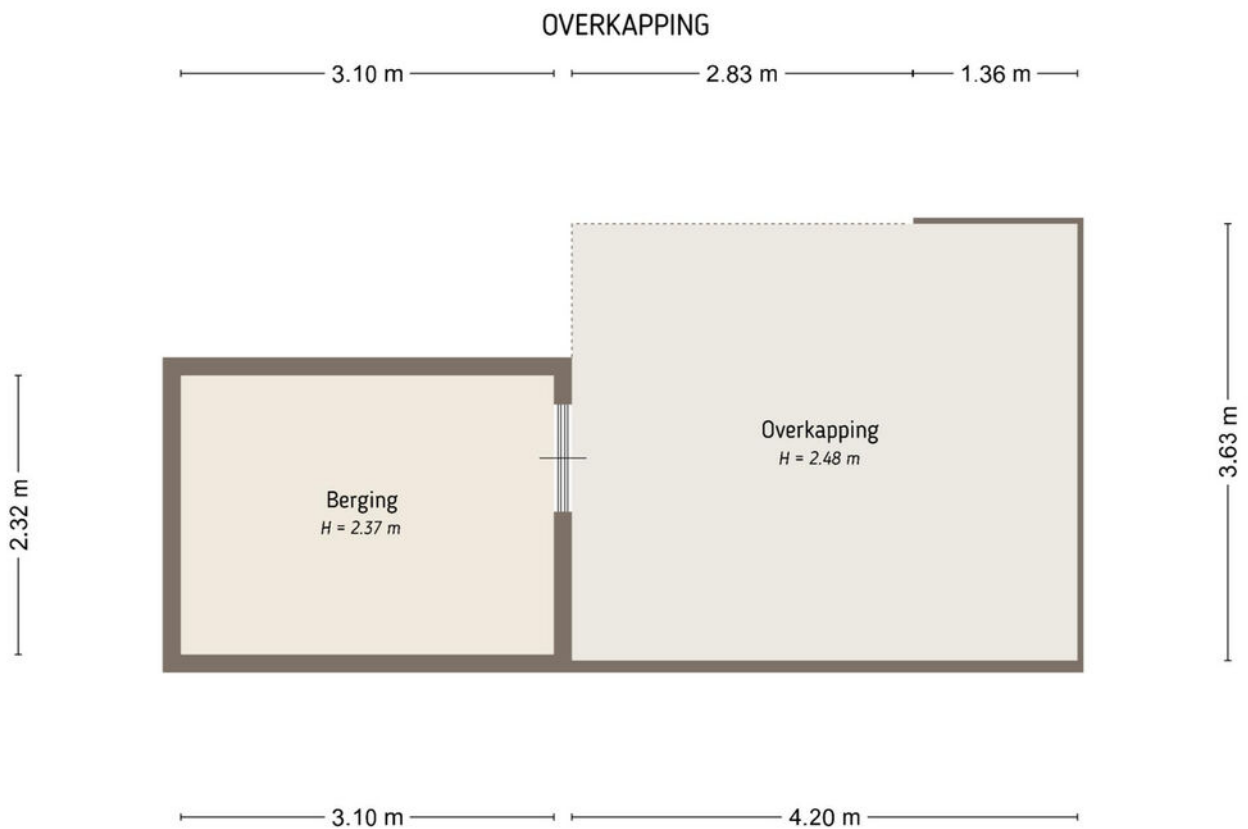 OVERKAPPING
3.10 m
2.83 m
1.36 m
Overkapping
H = 2.48 m
3.63 m
Berging
H = 2.37 m
2.32 m
3.10 m
4.20 m